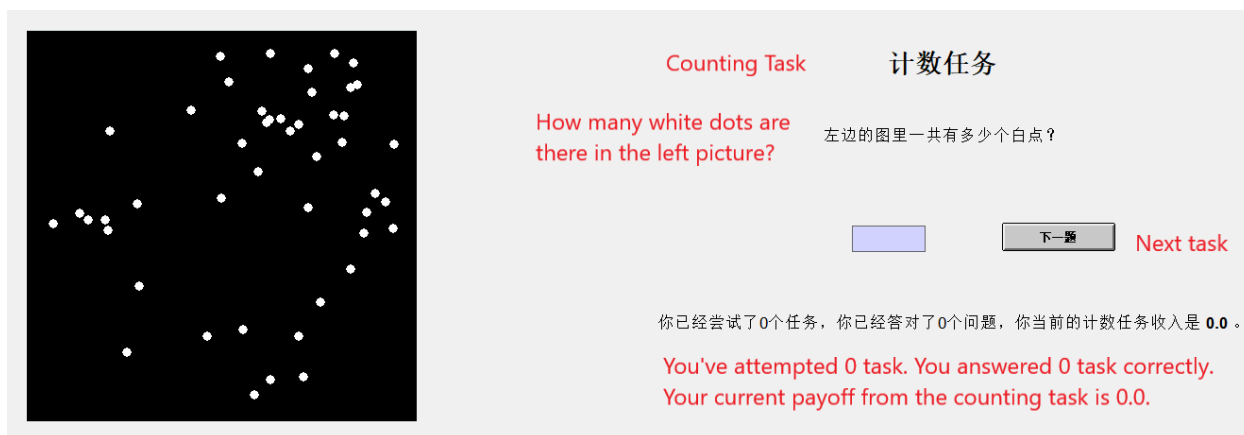 Counting Task
计数任务
How many white dots are
there in the left picture?
左边的图里一共有多少个白点？
下一题
Next task
你已经尝试了0个任务，你已经答对了0个问题，你当前的计数任务收入是 0.0 。
You've attempted 0 task. You answered 0 task correctly.
Your current payoff from the counting task is 0.0.